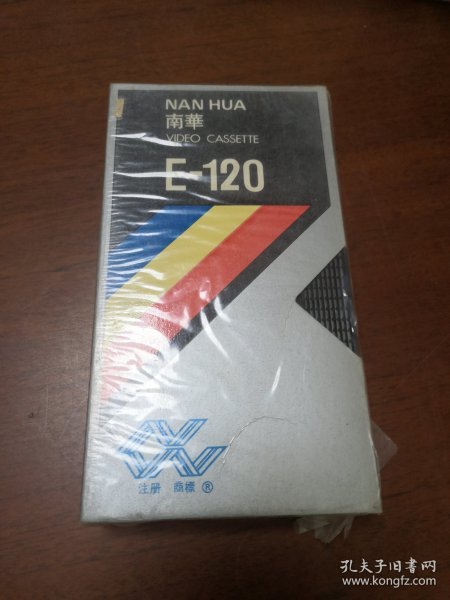 NAN HUA
南華
VIDEO CASSETTE
E-120
注册 商標 ®
孔夫子旧书网
www.kongfz.com